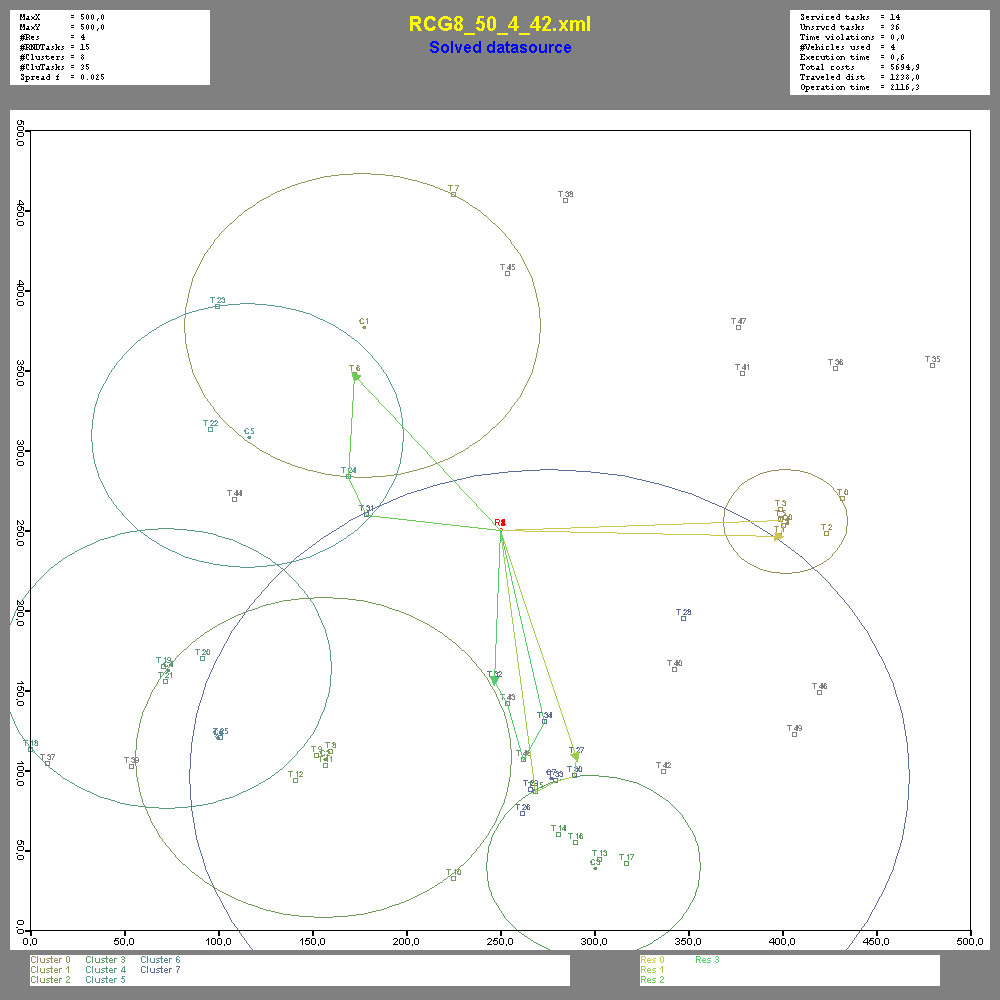 MaxX = 500,0
MaxY = 500,0
#Res = 4
#RNDTasks = 15
#Clusters = 8
#CluTasks = 35
Spread f = 0.025
RCG8_50_4_42.xml
Solved datasource
Serviced tasks = 14
Unsrvcd tasks = 36
Time violations = 0,0
#Vehicles used = 4
Execution time = 0,6
Total costs = 5694,9
Traveled dist = 1238,0
Operation time = 2116,3
500,0
450,0
400,0
350,0
300,0
250,0
200,0
150,0
100,0
50,0
0,0
T 7
T 38
T 45
T 23
C1
T 47
T 6
T 41
T 36
T 35
T 22
C5
T 24
T 44
T 31
T 3
T 0
T 2
T 28
T 20
T 19
T 21
T 40
T 32
T 46
T 43
T 34
T 25
T 49
T 18
T 37
T 39
T 9
T 8
T 11
T 12
T 48
T 27
T 42
T 30
T 33
T 29
T 26
T 14
T 16
T 13
C3
T 17
T 10
0,0 50,0 100,0 150,0 200,0 250,0 300,0 350,0 400,0 450,0 500,0
Cluster 0 Cluster 3 Cluster 6
Cluster 1 Cluster 4 Cluster 7
Cluster 2 Cluster 5
Res 0 Res 3
Res 1
Res 2